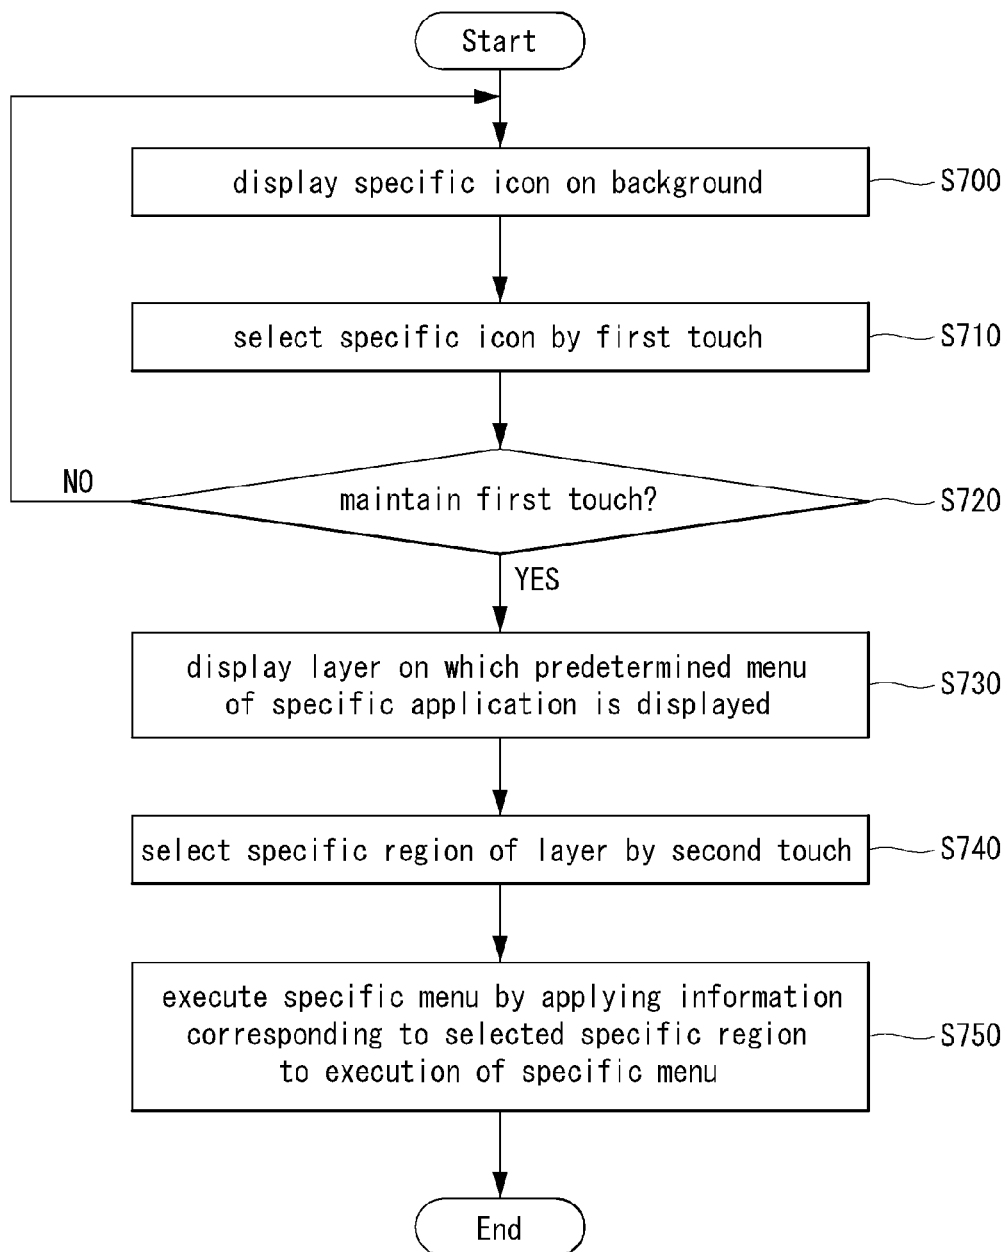 Start
display specific icon on background
S700
select specific icon by first touch
S710
NO
maintain first touch?
S720
YES
display layer on which predetermined menu
of specific application is displayed
S730
select specific region of layer by second touch
S740
execute specific menu by applying information
corresponding to selected specific region
to execution of specific menu
S750
End